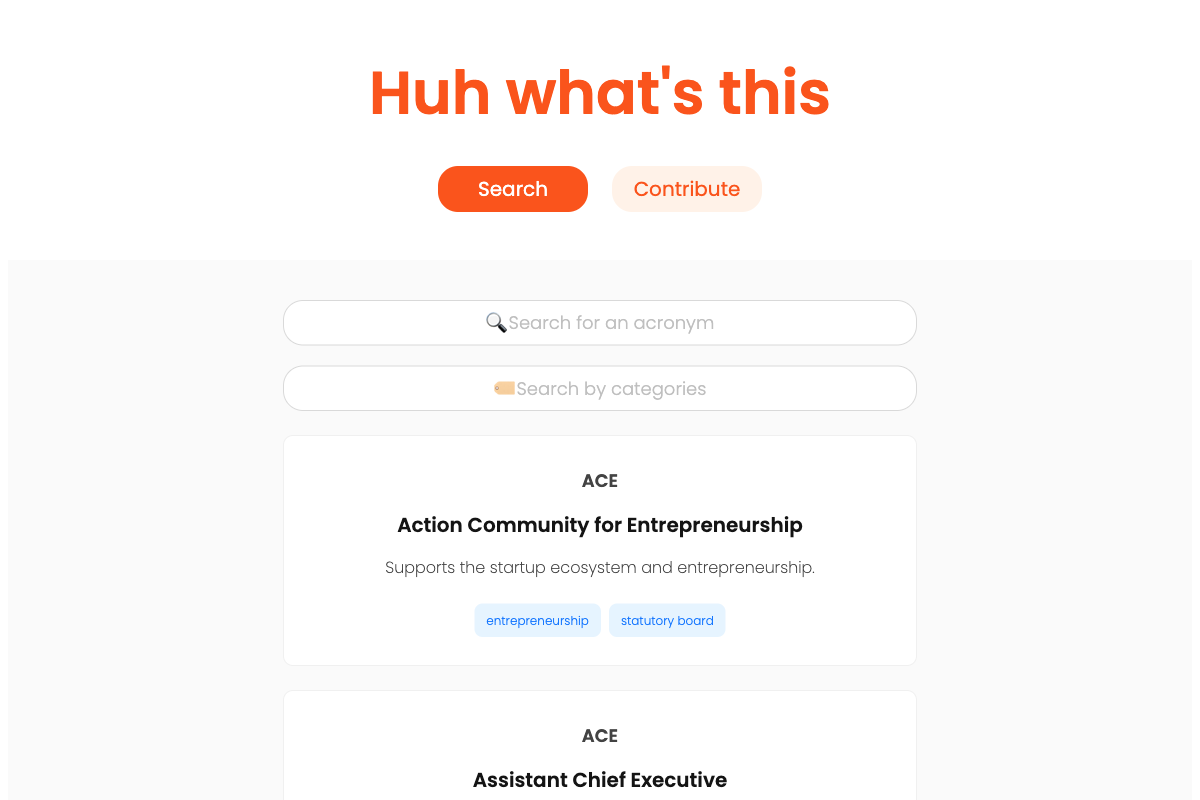 Huh what's this
Search
Contribute
Search for an acronym
Search by categories
ACE
Action Community for Entrepreneurship
Supports the startup ecosystem and entrepreneurship.
entrepreneurship
statutory board
ACE
Assistant Chief Executive